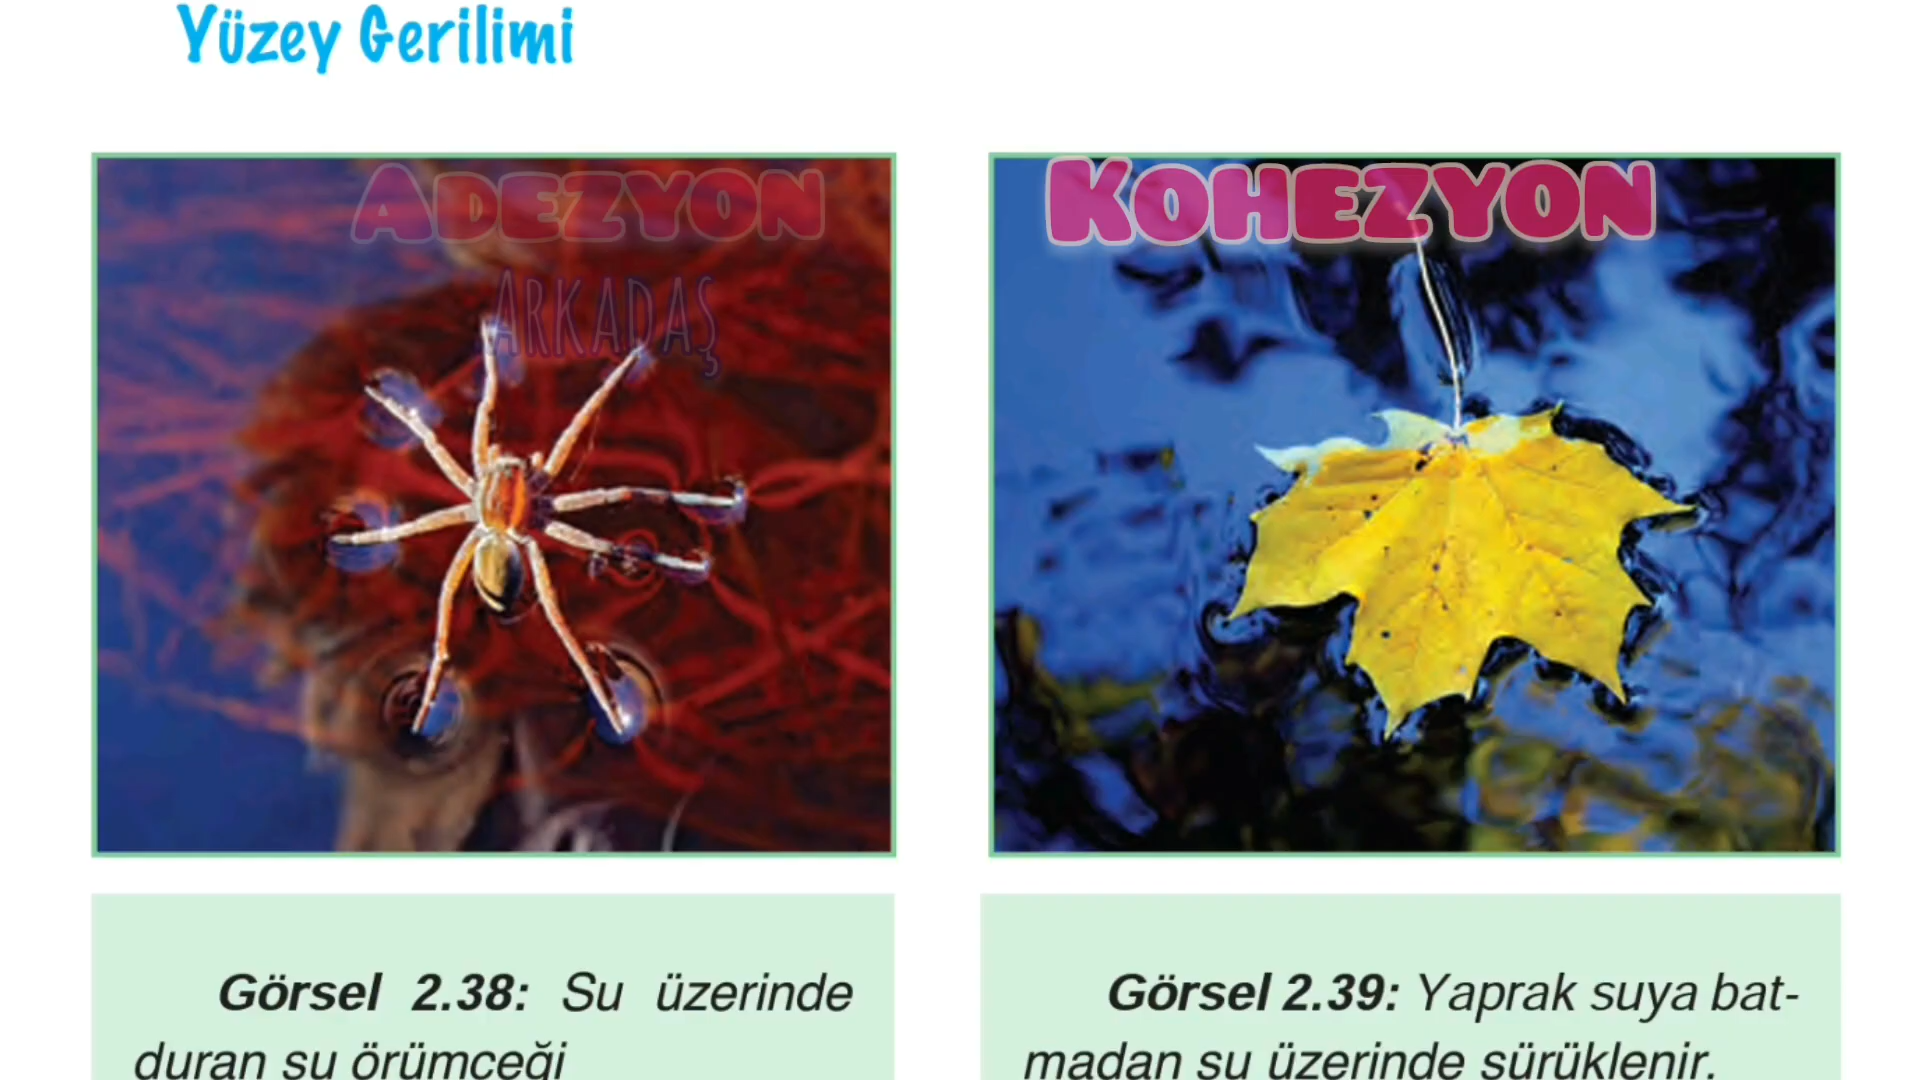 Yüzey Gerilimi
ADEZYON
ARKADAŞ
KOHEZYON
Görsel 2.38: Su üzerinde
duran su örümceği
Görsel 2.39: Yaprak suya bat-
madan su üzerinde sürüklenir.